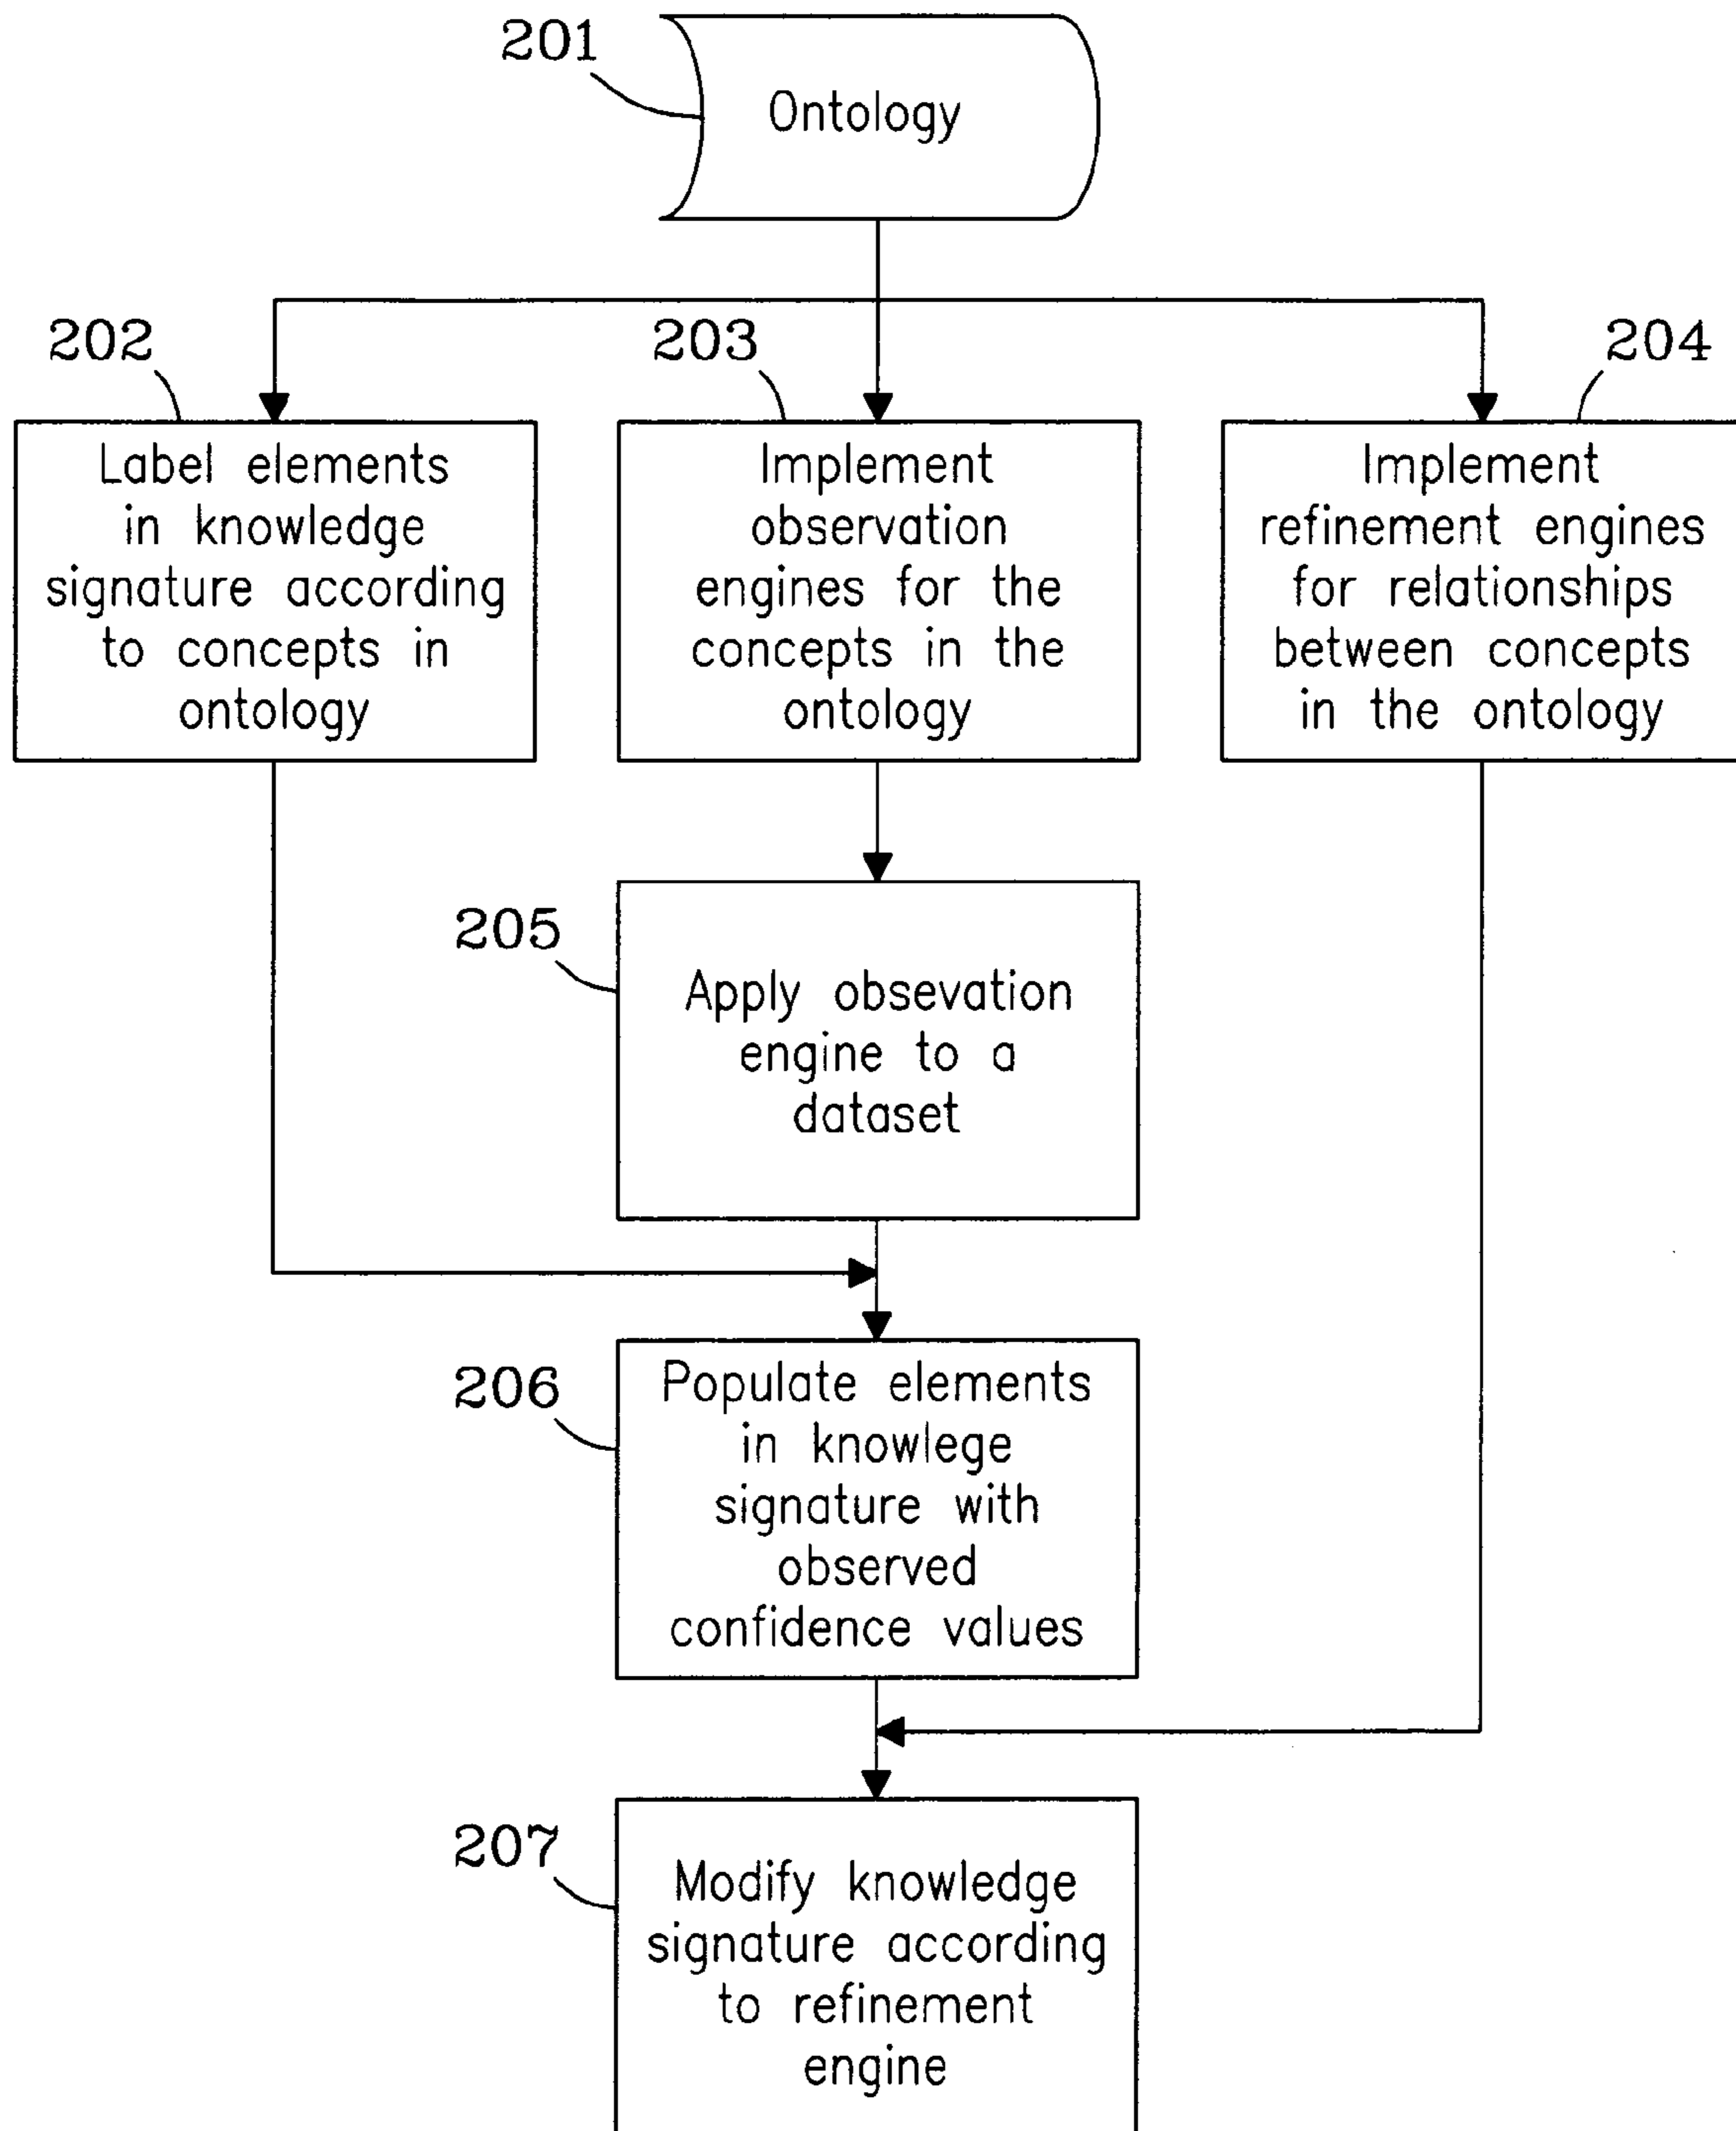 201
Ontology
202
203
204
Label elements
in knowledge
signature according
to concepts in
ontology
Implement
observation
engines for the
concepts in the
ontology
Implement
refinement engines
for relationships
between concepts
in the ontology
205
Apply obsevation
engine to a
dataset
206
Populate elements
in knowlege
signature with
observed
confidence values
207
Modify knowledge
signature according
to refinement
engine